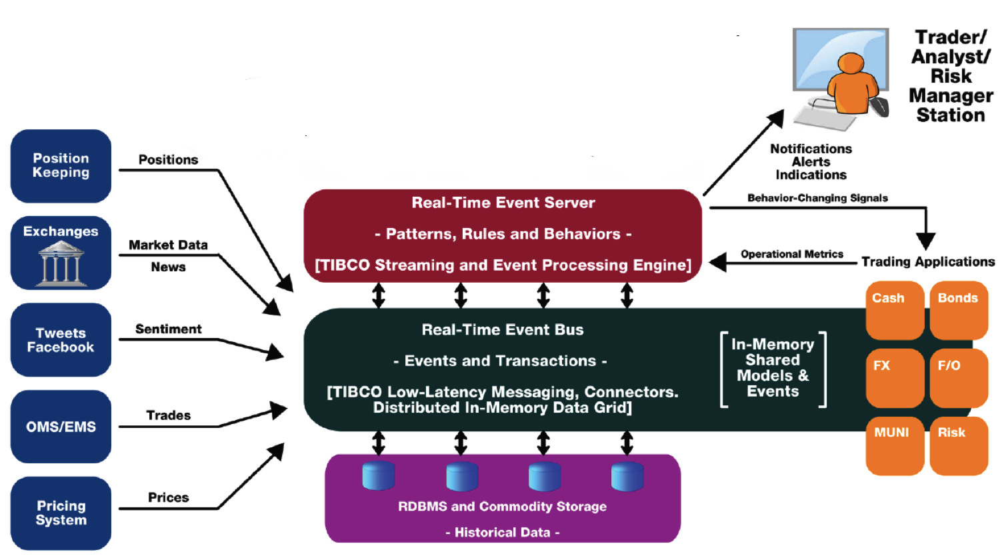 Trader/
Analyst/
Risk
Manager
Station
Position
Keeping
Positions
Notifications
Alerts
Indications
Exchanges
Market Data
News
Real-Time Event Server
- Patterns, Rules and Behaviors -
[TIBCO Streaming and Event Processing Engine]
Behavior-Changing Signals
Operational Metrics
Trading Applications
Tweets
Facebook
Sentiment
Real-Time Event Bus
- Events and Transactions -
[TIBCO Low-Latency Messaging, Connectors.
Distributed In-Memory Data Grid]
In-Memory
Shared
Models &
Events
Cash
Bonds
FX
F/O
MUNI
Risk
OMS/EMS
Trades
Pricing
System
Prices
RDBMS and Commodity Storage
- Historical Data -